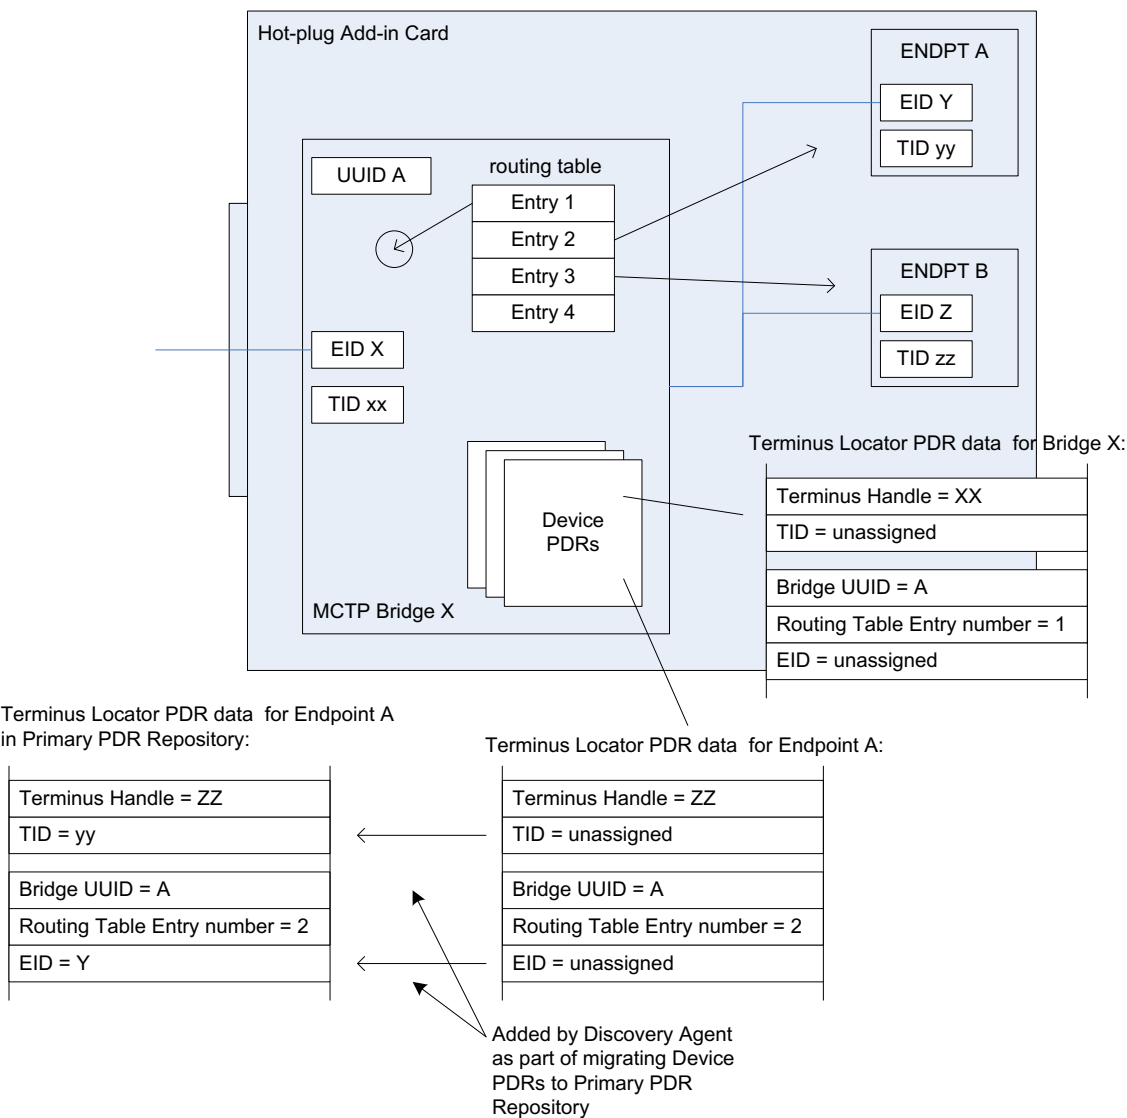 Hot-plug Add-in Card
ENDPT A
EID Y
TID yy
UUID A
routing table
Entry 1
Entry 2
Entry 3
Entry 4
ENDPT B
EID Z
TID zz
EID X
TID xx
Device
PDRs
MCTP Bridge X
Terminus Locator PDR data for Bridge X:
Terminus Handle = XX
TID = unassigned
Bridge UUID = A
Routing Table Entry number = 1
EID = unassigned
Terminus Locator PDR data for Endpoint A
in Primary PDR Repository:
Terminus Handle = ZZ
TID = yy
Bridge UUID = A
Routing Table Entry number = 2
EID = Y
Terminus Locator PDR data for Endpoint A:
Terminus Handle = ZZ
TID = unassigned
Bridge UUID = A
Routing Table Entry number = 2
EID = unassigned
Added by Discovery Agent
as part of migrating Device
PDRs to Primary PDR
Repository